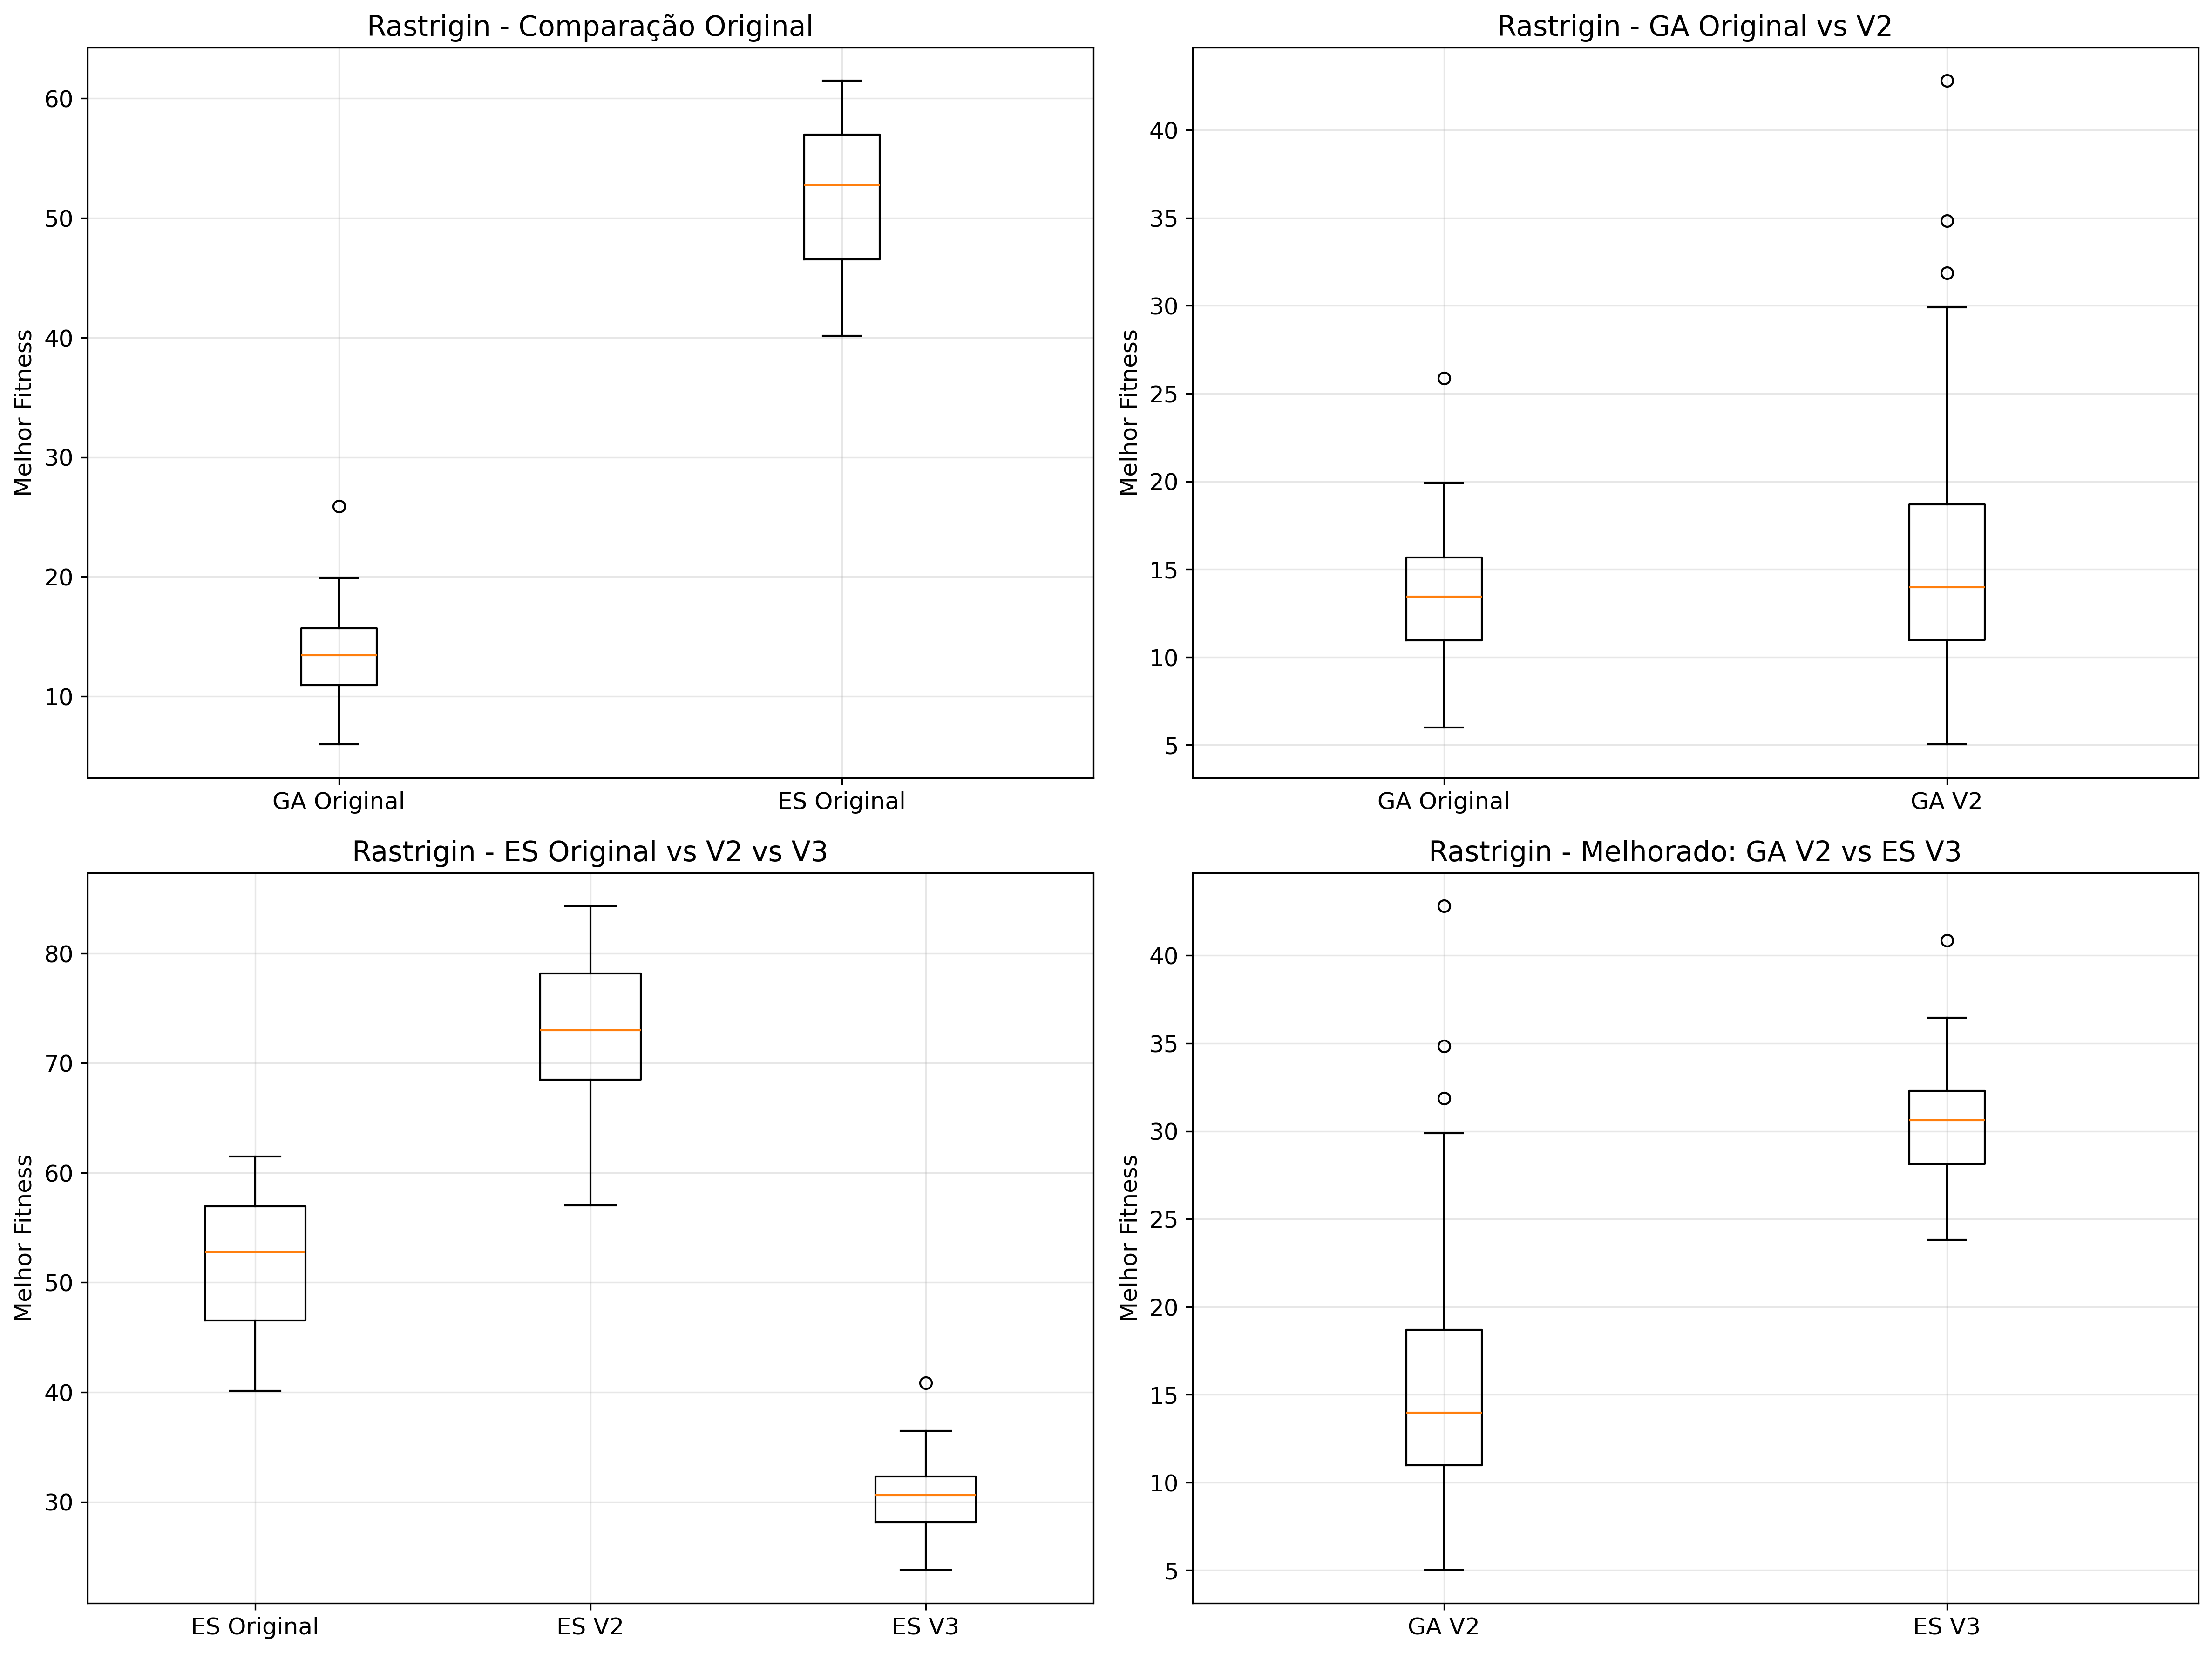 Rastrigin - Comparação Original
Melhor Fitness
60
50
40
30
20
10
GA Original
ES Original
Rastrigin - GA Original vs V2
Melhor Fitness
40
35
30
25
20
15
10
5
GA Original
GA V2
Rastrigin - ES Original vs V2 vs V3
Melhor Fitness
80
70
60
50
40
30
ES Original
ES V2
ES V3
Rastrigin - Melhorado: GA V2 vs ES V3
Melhor Fitness
40
35
30
25
20
15
10
5
GA V2
ES V3